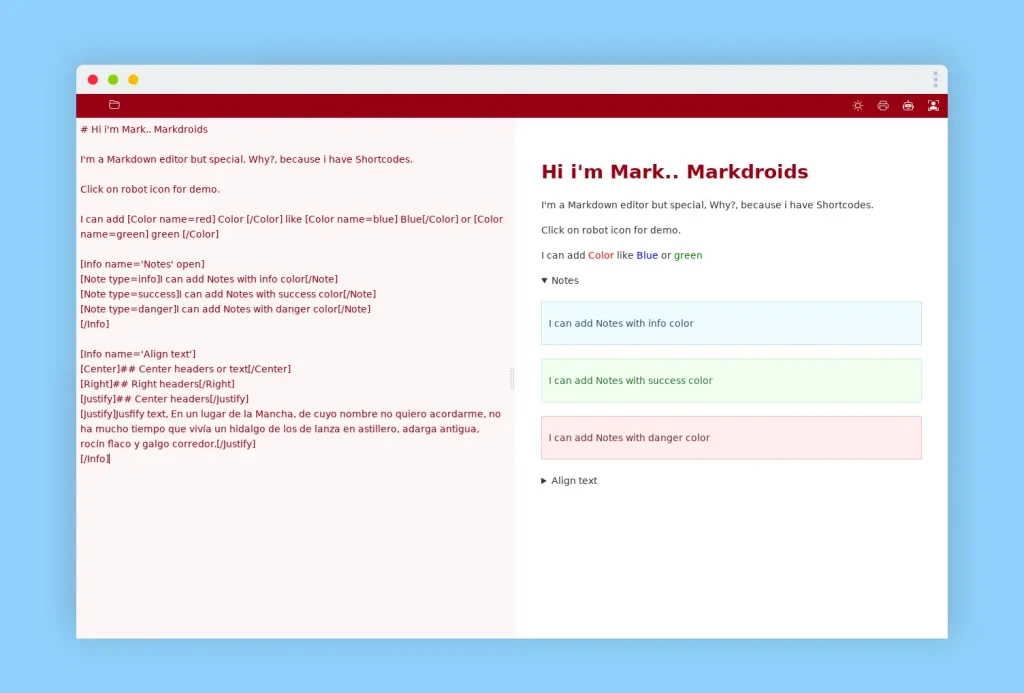 # Hi i'm Mark.. Markdroids
I'm a Markdown editor but special, Why?, because i have Shortcodes.
Click on robot icon for demo.
I can add [Color name=red] Color [/Color] like [Color name=blue] Blue[/Color] or [Color
name=green] green [/Color]
[Info name='Notes' open]
[Note type=info]I can add Notes with info color[/Note]
[Note type=success]I can add Notes with success color[/Note]
[Note type=danger]I can add Notes with danger color[/Note]
[/Info]
[Info name='Align text']
[Center]## Center headers or text[/Center]
[Right]## Right headers[/Right]
[Justify]## Center headers[/Justify]
[Justify]Jusfify text, En un lugar de la Mancha, de cuyo nombre no quiero acordarme, no
ha mucho tiempo que vivía un hidalgo de los de lanza en astillero, adarga antigua,
rocín flaco y galgo corredor.[/Justify]
[/Info]
Hi i'm Mark.. Markdroids
I'm a Markdown editor but special, Why?, because i have Shortcodes.
Click on robot icon for demo.
I can add Color like Blue or green
Notes
I can add Notes with info color
I can add Notes with success color
I can add Notes with danger color
Align text